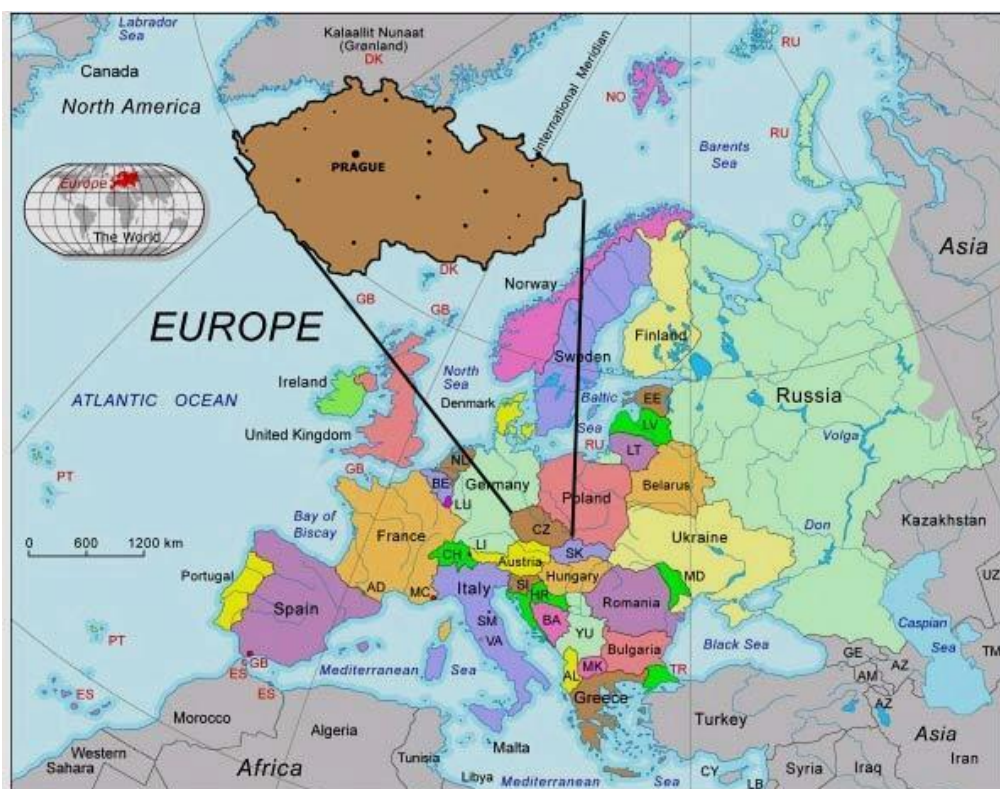 Labrador
Sea
Kalaallit Nunaat
(Grønland)
DK
RU
Canada
North America
NO
International Meridian
RU
Barents
Sea
PRAGUE
Europe
The World
Asia
DK
GB
GB
Norway
EUROPE
Finland
Sweden
North
Sea
Ireland
Denmark
Baltic
Sea
EE
Russia
ATLANTIC OCEAN
LV
United Kingdom
RU
LT
Volga
GB
NL
PT
BE
Germany
Poland
Belarus
LU
Bay of
Biscay
France
CZ
Don
Kazakhstan
Ukraine
0 600 1200 km
CH
LI
Austria
SK
Portugal
AD
MC
Italy
SI
Hungary
MD
UZ
HR
Romania
Spain
SM
BA
VA
YU
Caspian
Sea
PT
Black Sea
Bulgaria
GE
TM
GB
ES
Mediterranean Sea
AL
MK
TR
AZ
AM
ES
ES
Greece
AZ
Morocco
Turkey
Algeria
Asia
Western
Sahara
Malta
Tunisia
Africa
Iran
Libya
Mediterranean Sea
CY
LB
Syria
Iraq